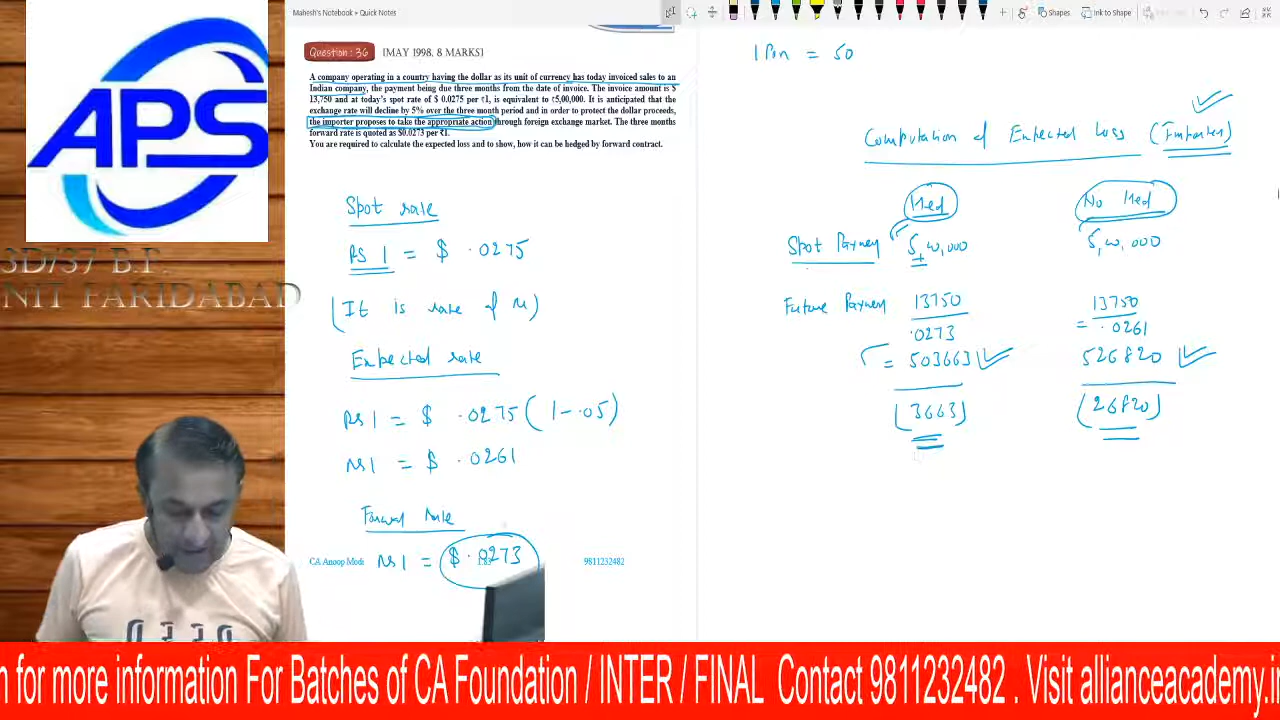 Mahesh's Notebook » Quick Notes
Shapes
Ink to Shape
APS
3D/37 B.P.
NIT FARIDABAD
Question : 36 [MAY 1998, 8 MARKS]
A company operating in a country having the dollar as its unit of currency has today invoiced sales to an
Indian company, the payment being due three months from the date of invoice. The invoice amount is $
13,750 and at today's spot rate of $ 0.0275 per ₹1, is equivalent to ₹5,00,000. It is anticipated that the
exchange rate will decline by 5% over the three month period and in order to protect the dollar proceeds,
the importer proposes to take the appropriate action through foreign exchange market. The three months
forward rate is quoted as $0.0273 per ₹1.
You are required to calculate the expected loss and to show, how it can be hedged by forward contract.
Spot rate
RS 1 = $ .0275
(It is rate of )
Expected rate
RS 1 = $ .0275 (1 - .05)
RS 1 = $ .0261
Forwar rate
RS 1 = $ .0273
CA Anoop Modi 1.83 9811232482
= 50
Computation of Expected Loss (Importer)
Hed No Hed
Spot Paymen 5,00,000 5,00,000
Future Paymen 13750 13750
.0273 = .0261
= 503663 526820
(3663) (26820)
n for more information For Batches of CA Foundation / INTER / FINAL Contact 9811232482 . Visit allianceacademy.in